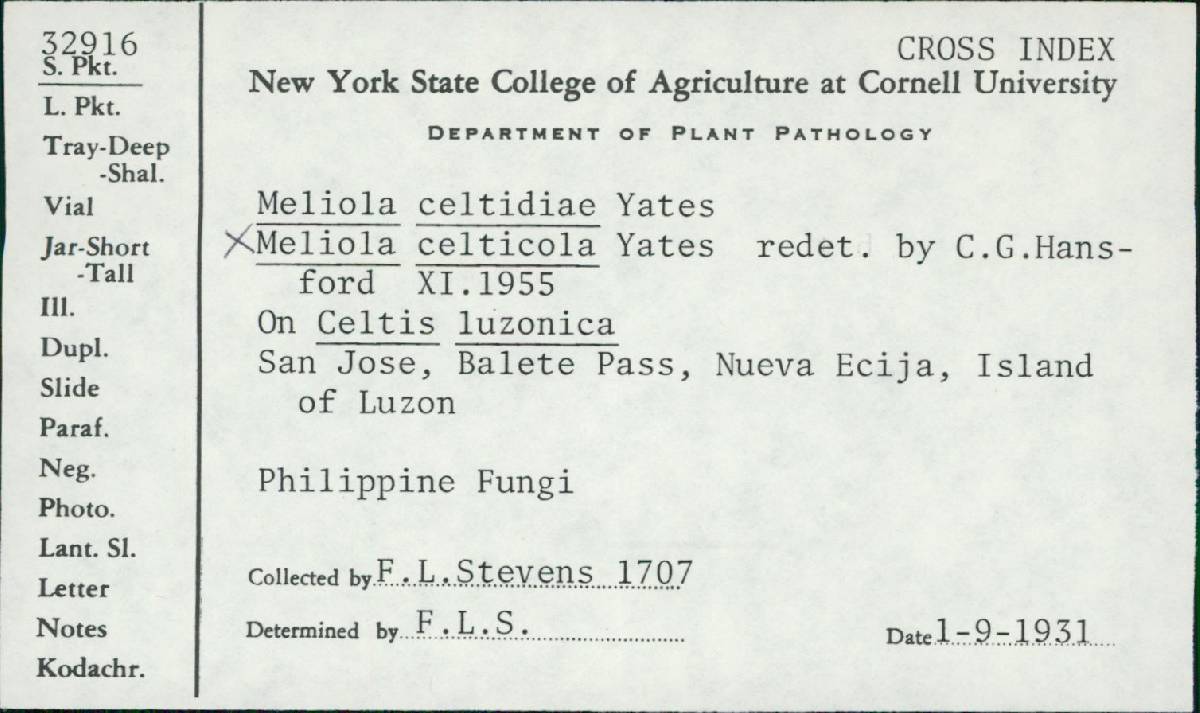 32916
S. Pkt.
L. Pkt.
Tray-Deep
-Shal.
Vial
Jar-Short
-Tall
Ill.
Dupl.
Slide
Paraf.
Neg.
Photo.
Lant. Sl.
Letter
Notes
Kodachr.
CROSS INDEX
New York State College of Agriculture at Cornell University
DEPARTMENT OF PLANT PATHOLOGY
Meliola celtidiae Yates
XMeliola celticola Yates redet. by C.G.Hans-
ford XI.1955
On Celtis luzonica
San Jose, Balete Pass, Nueva Ecija, Island
of Luzon
Philippine Fungi
Collected by F.L.Stevens 1707
Determined by F.L.S.
Date 1-9-1931